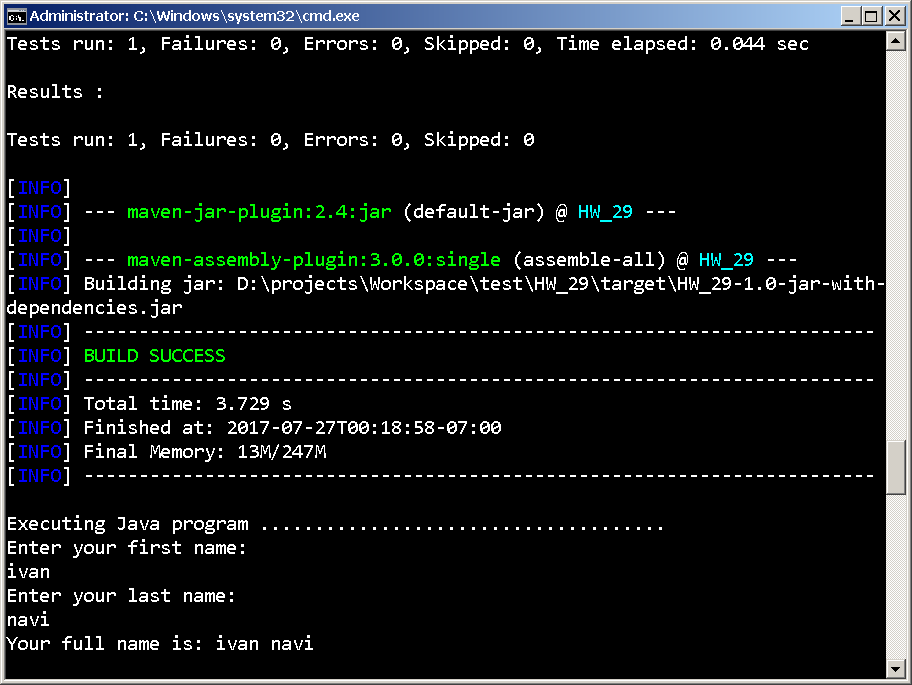 Administrator: C:\Windows\system32\cmd.exe
Tests run: 1, Failures: 0, Errors: 0, Skipped: 0, Time elapsed: 0.044 sec
Results :
Tests run: 1, Failures: 0, Errors: 0, Skipped: 0
[INFO]
[INFO] --- maven-jar-plugin:2.4:jar (default-jar) @ HW_29 ---
[INFO]
[INFO] --- maven-assembly-plugin:3.0.0:single (assemble-all) @ HW_29 ---
[INFO] Building jar: D:\projects\Workspace\test\HW_29\target\HW_29-1.0-jar-with-
dependencies.jar
[INFO] ------------------------------------------------------------------------
[INFO] BUILD SUCCESS
[INFO] ------------------------------------------------------------------------
[INFO] Total time: 3.729 s
[INFO] Finished at: 2017-07-27T00:18:58-07:00
[INFO] Final Memory: 13M/247M
[INFO] ------------------------------------------------------------------------
Executing Java program .....................................
Enter your first name:
ivan
Enter your last name:
navi
Your full name is: ivan navi